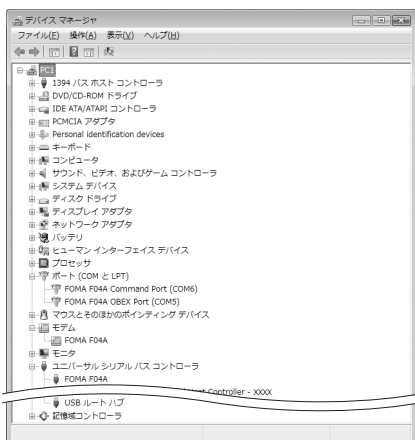 デバイス マネージャ
ファイル(F) 操作(A) 表示(V) ヘルプ(H)
PC1
1394 バス ホスト コントローラ
DVD/CD-ROM ドライブ
IDE ATA/ATAPI コントローラ
PCMCIA アダプタ
Personal identification devices
キーボード
コンピュータ
サウンド、ビデオ、およびゲーム コントローラ
システム デバイス
ディスク ドライブ
ディスプレイ アダプタ
ネットワーク アダプタ
バッテリ
ヒューマン インターフェイス デバイス
プロセッサ
ポート (COM と LPT)
FOMA F04A Command Port (COM6)
FOMA F04A OBEX Port (COM5)
マウスとそのほかのポインティング デバイス
モデム
FOMA F04A
モニタ
ユニバーサル シリアル バス コントローラ
FOMA F04A
Host Controller - XXXX
USB ルート ハブ
記憶域コントローラ